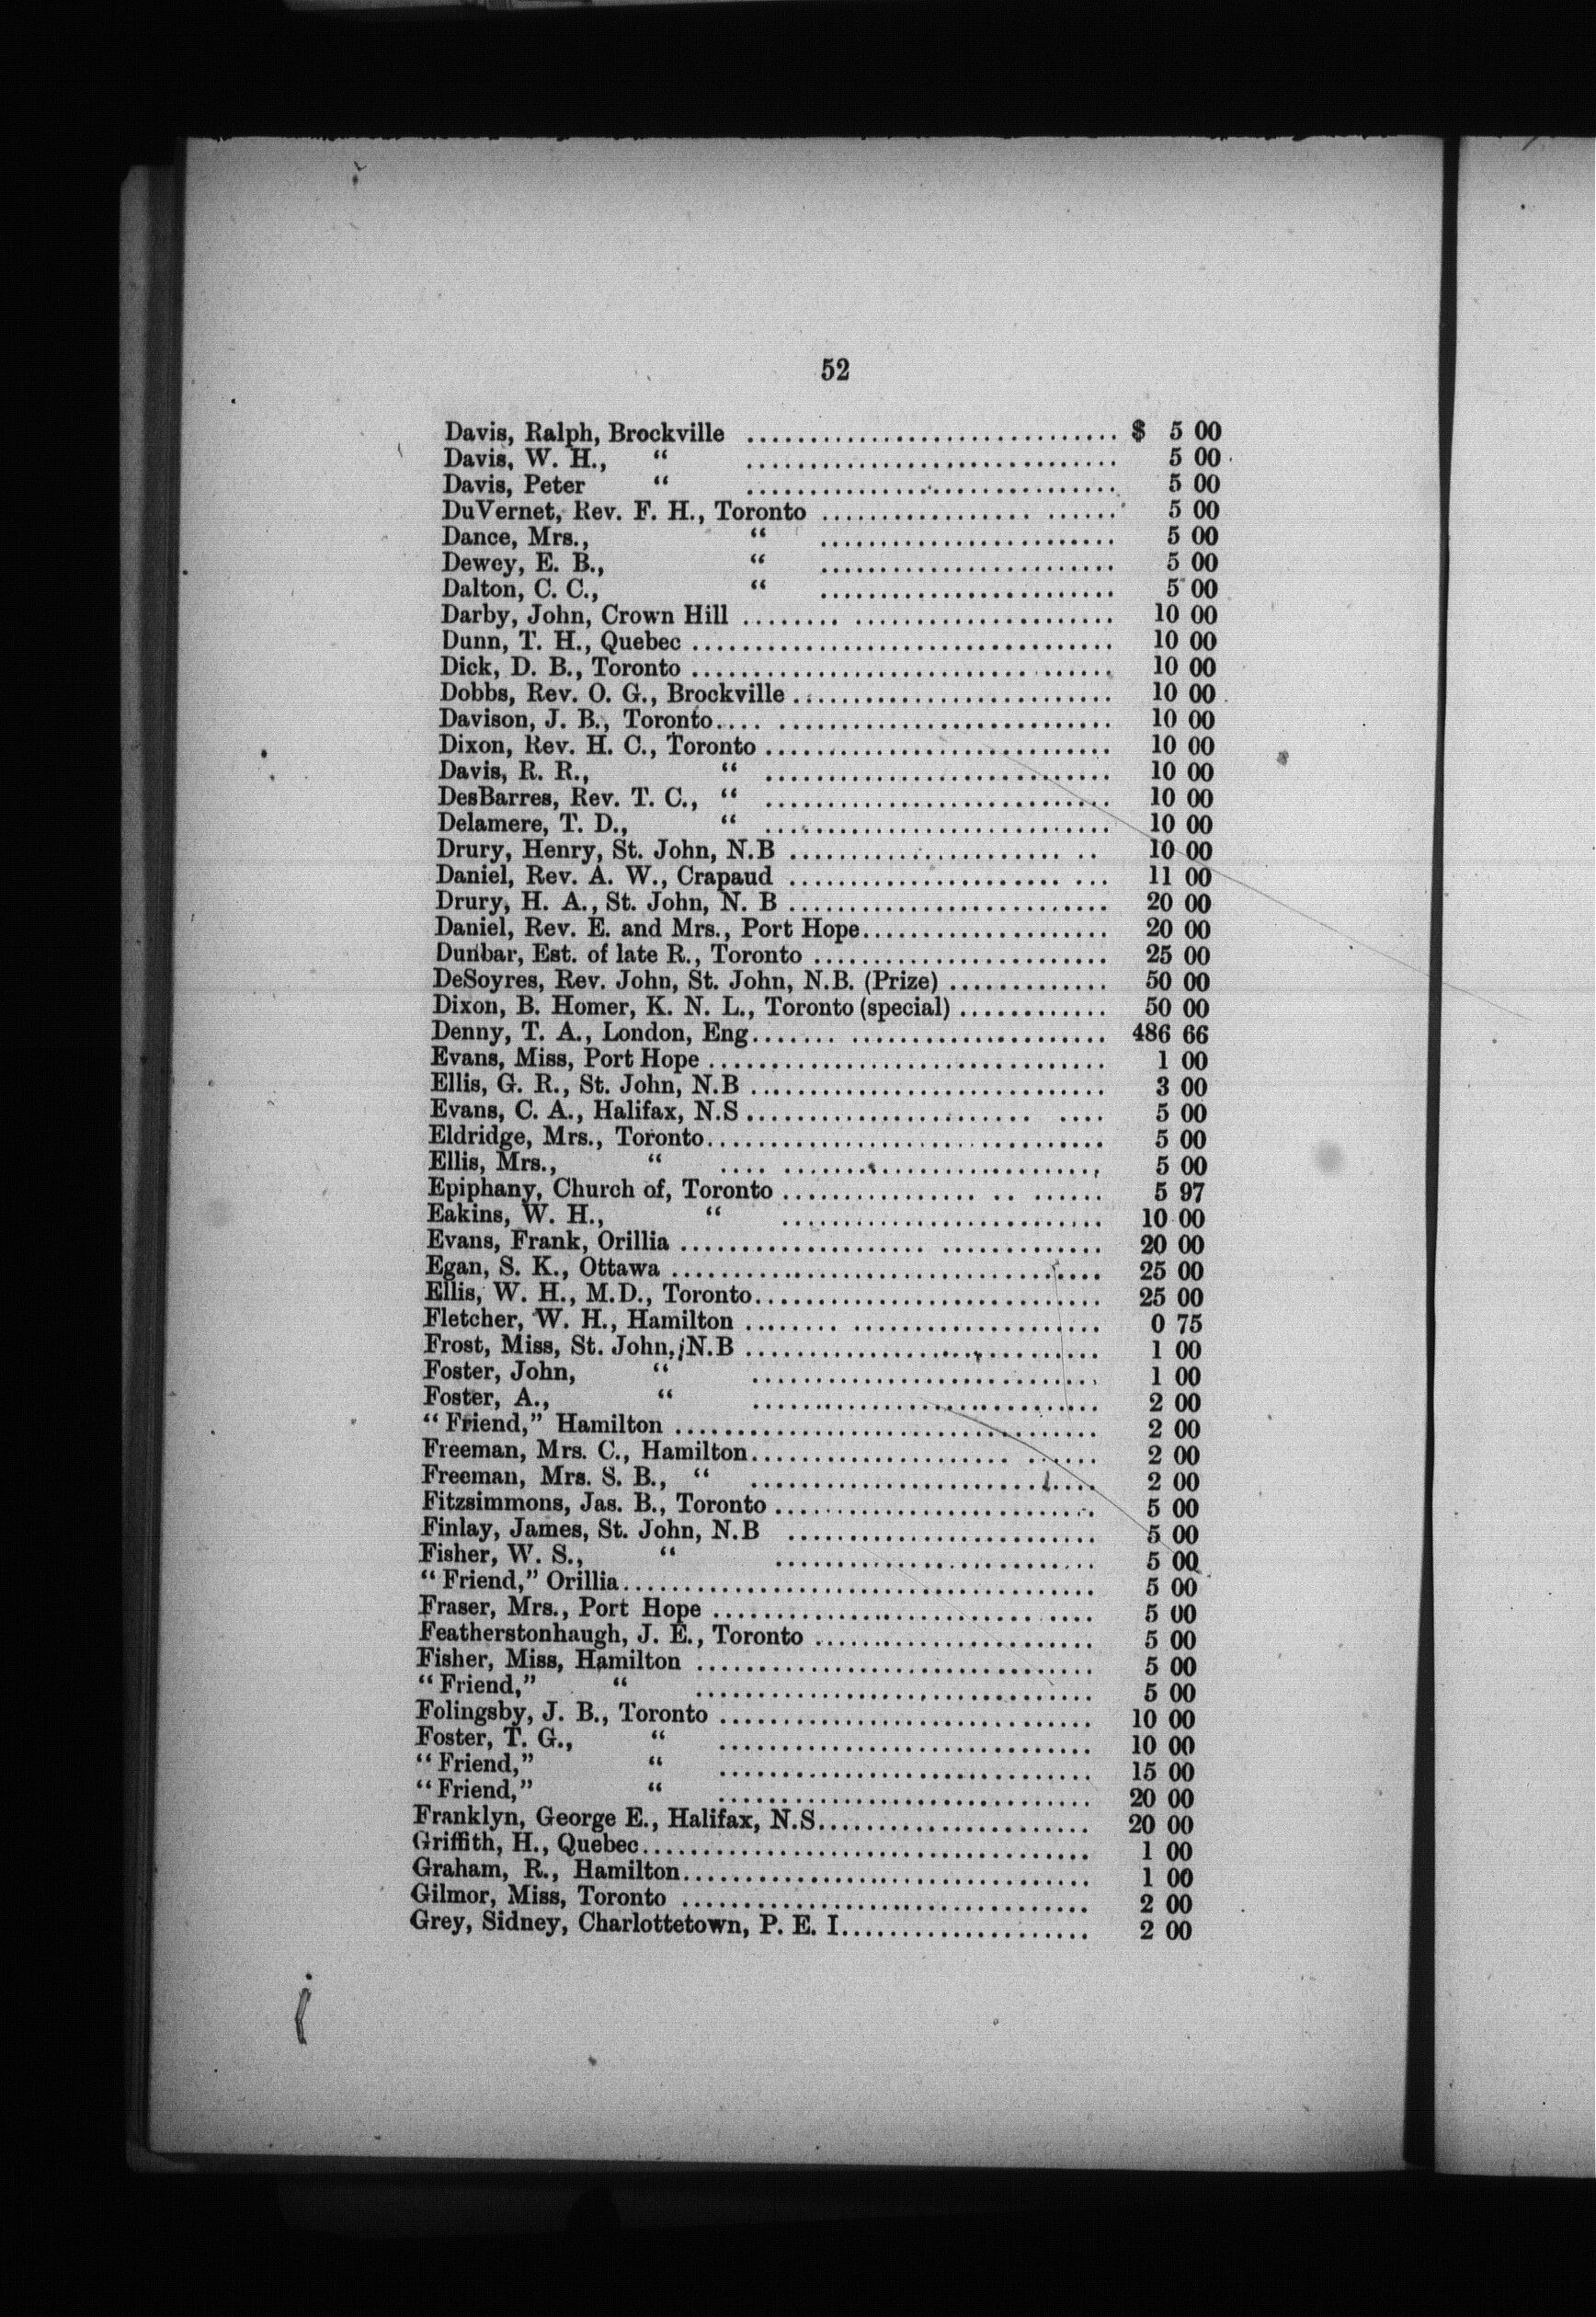 52
Davis, Ralph, Brockville .............................. $ 5 00
Davis, W. H., “ .............................. 5 00
Davis, Peter “ .............................. 5 00
DuVernet, Rev. F. H., Toronto ........................ 5 00
Dance, Mrs., “ ........................ 5 00
Dewey, E. B., “ ........................ 5 00
Dalton, C. C., “ ........................ 5 00
Darby, John, Crown Hill .............................. 10 00
Dunn, T. H., Quebec .................................. 10 00
Dick, D. B., Toronto .................................. 10 00
Dobbs, Rev. O. G., Brockville .......................... 10 00
Davison, J. B., Toronto................................ 10 00
Dixon, Rev. H. C., Toronto ............................ 10 00
Davis, R. R., “ ............................ 10 00
DesBarres, Rev. T. C., “ ............................ 10 00
Delamere, T. D., “ ............................ 10 00
Drury, Henry, St. John, N.B ........................ 10 00
Daniel, Rev. A. W., Crapaud ......................... 11 00
Drury, H. A., St. John, N. B .......................... 20 00
Daniel, Rev. E. and Mrs., Port Hope.................... 20 00
Dunbar, Est. of late R., Toronto ........................ 25 00
DeSoyres, Rev. John, St. John, N.B. (Prize) ............. 50 00
Dixon, B. Homer, K. N. L., Toronto (special) ............ 50 00
Denny, T. A., London, Eng............................ 486 66
Evans, Miss, Port Hope ................................ 1 00
Ellis, G. R., St. John, N.B ............................. 3 00
Evans, C. A., Halifax, N.S ........................... 5 00
Eldridge, Mrs., Toronto................................ 5 00
Ellis, Mrs., “ .............................. 5 00
Epiphany, Church of, Toronto ........................ 5 97
Eakins, W. H., “ .......................... 10 00
Evans, Frank, Orillia ................................. 20 00
Egan, S. K., Ottawa ................................... 25 00
Ellis, W. H., M.D., Toronto............................ 25 00
Fletcher, W. H., Hamilton ............................ 0 75
Frost, Miss, St. John, N.B ............................. 1 00
Foster, John, “ ............................ 1 00
Foster, A., “ ............................ 2 00
“Friend,” Hamilton .................................. 2 00
Freeman, Mrs. C., Hamilton........................... 2 00
Freeman, Mrs. S. B., “ ............................ 2 00
Fitzsimmons, Jas. B., Toronto .......................... 5 00
Finlay, James, St. John, N.B ......................... 5 00
Fisher, W. S., “ .......................... 5 00
“Friend,” Orillia...................................... 5 00
Fraser, Mrs., Port Hope .............................. 5 00
Featherstonhaugh, J. E., Toronto ....................... 5 00
Fisher, Miss, Hamilton ................................ 5 00
“Friend,” “ ................................ 5 00
Folingsby, J. B., Toronto .............................. 10 00
Foster, T. G., “ .............................. 10 00
“Friend,” “ .............................. 15 00
“Friend,” “ .............................. 20 00
Franklyn, George E., Halifax, N.S...................... 20 00
Griffith, H., Quebec.................................... 1 00
Graham, R., Hamilton................................. 1 00
Gilmor, Miss, Toronto ................................. 2 00
Grey, Sidney, Charlottetown, P. E. I.................... 2 00